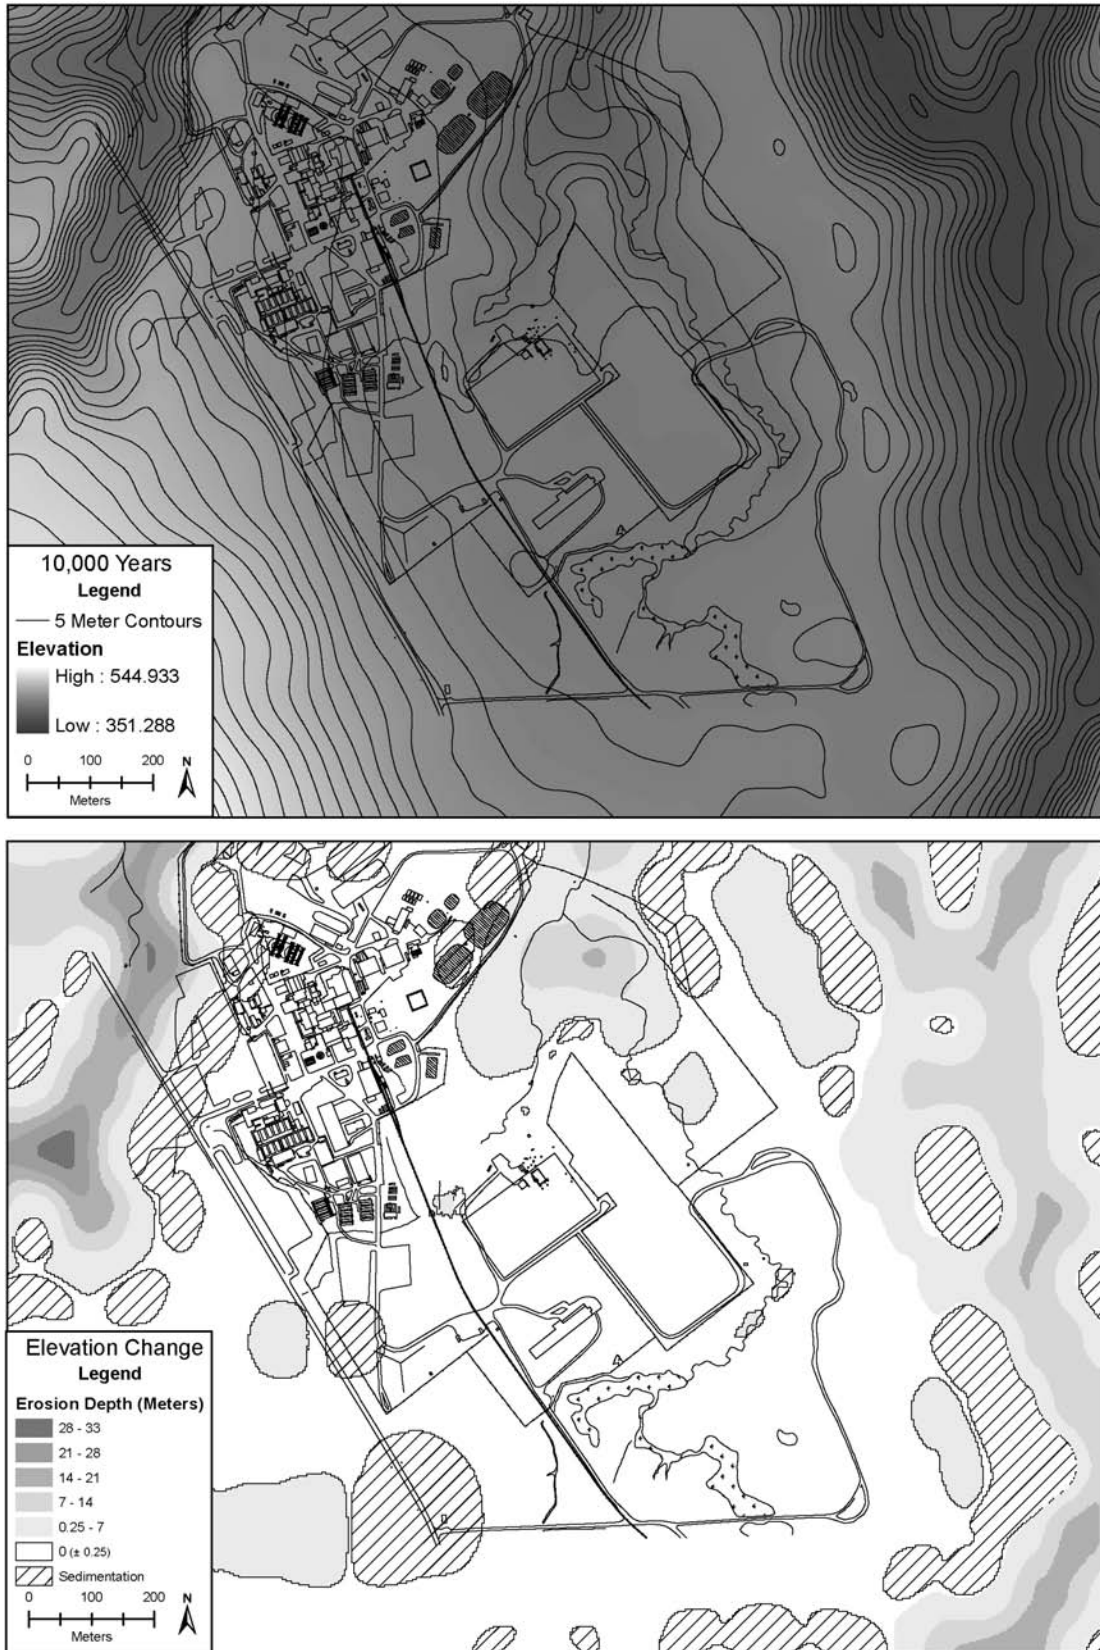 10,000 Years
Legend
5 Meter Contours
Elevation
High : 544.933
Low : 351.288
0 100 200
Meters
N
Elevation Change
Legend
Erosion Depth (Meters)
28 - 33
21 - 28
14 - 21
7 - 14
0.25 - 7
0 (± 0.25)
Sedimentation
0 100 200
Meters
N